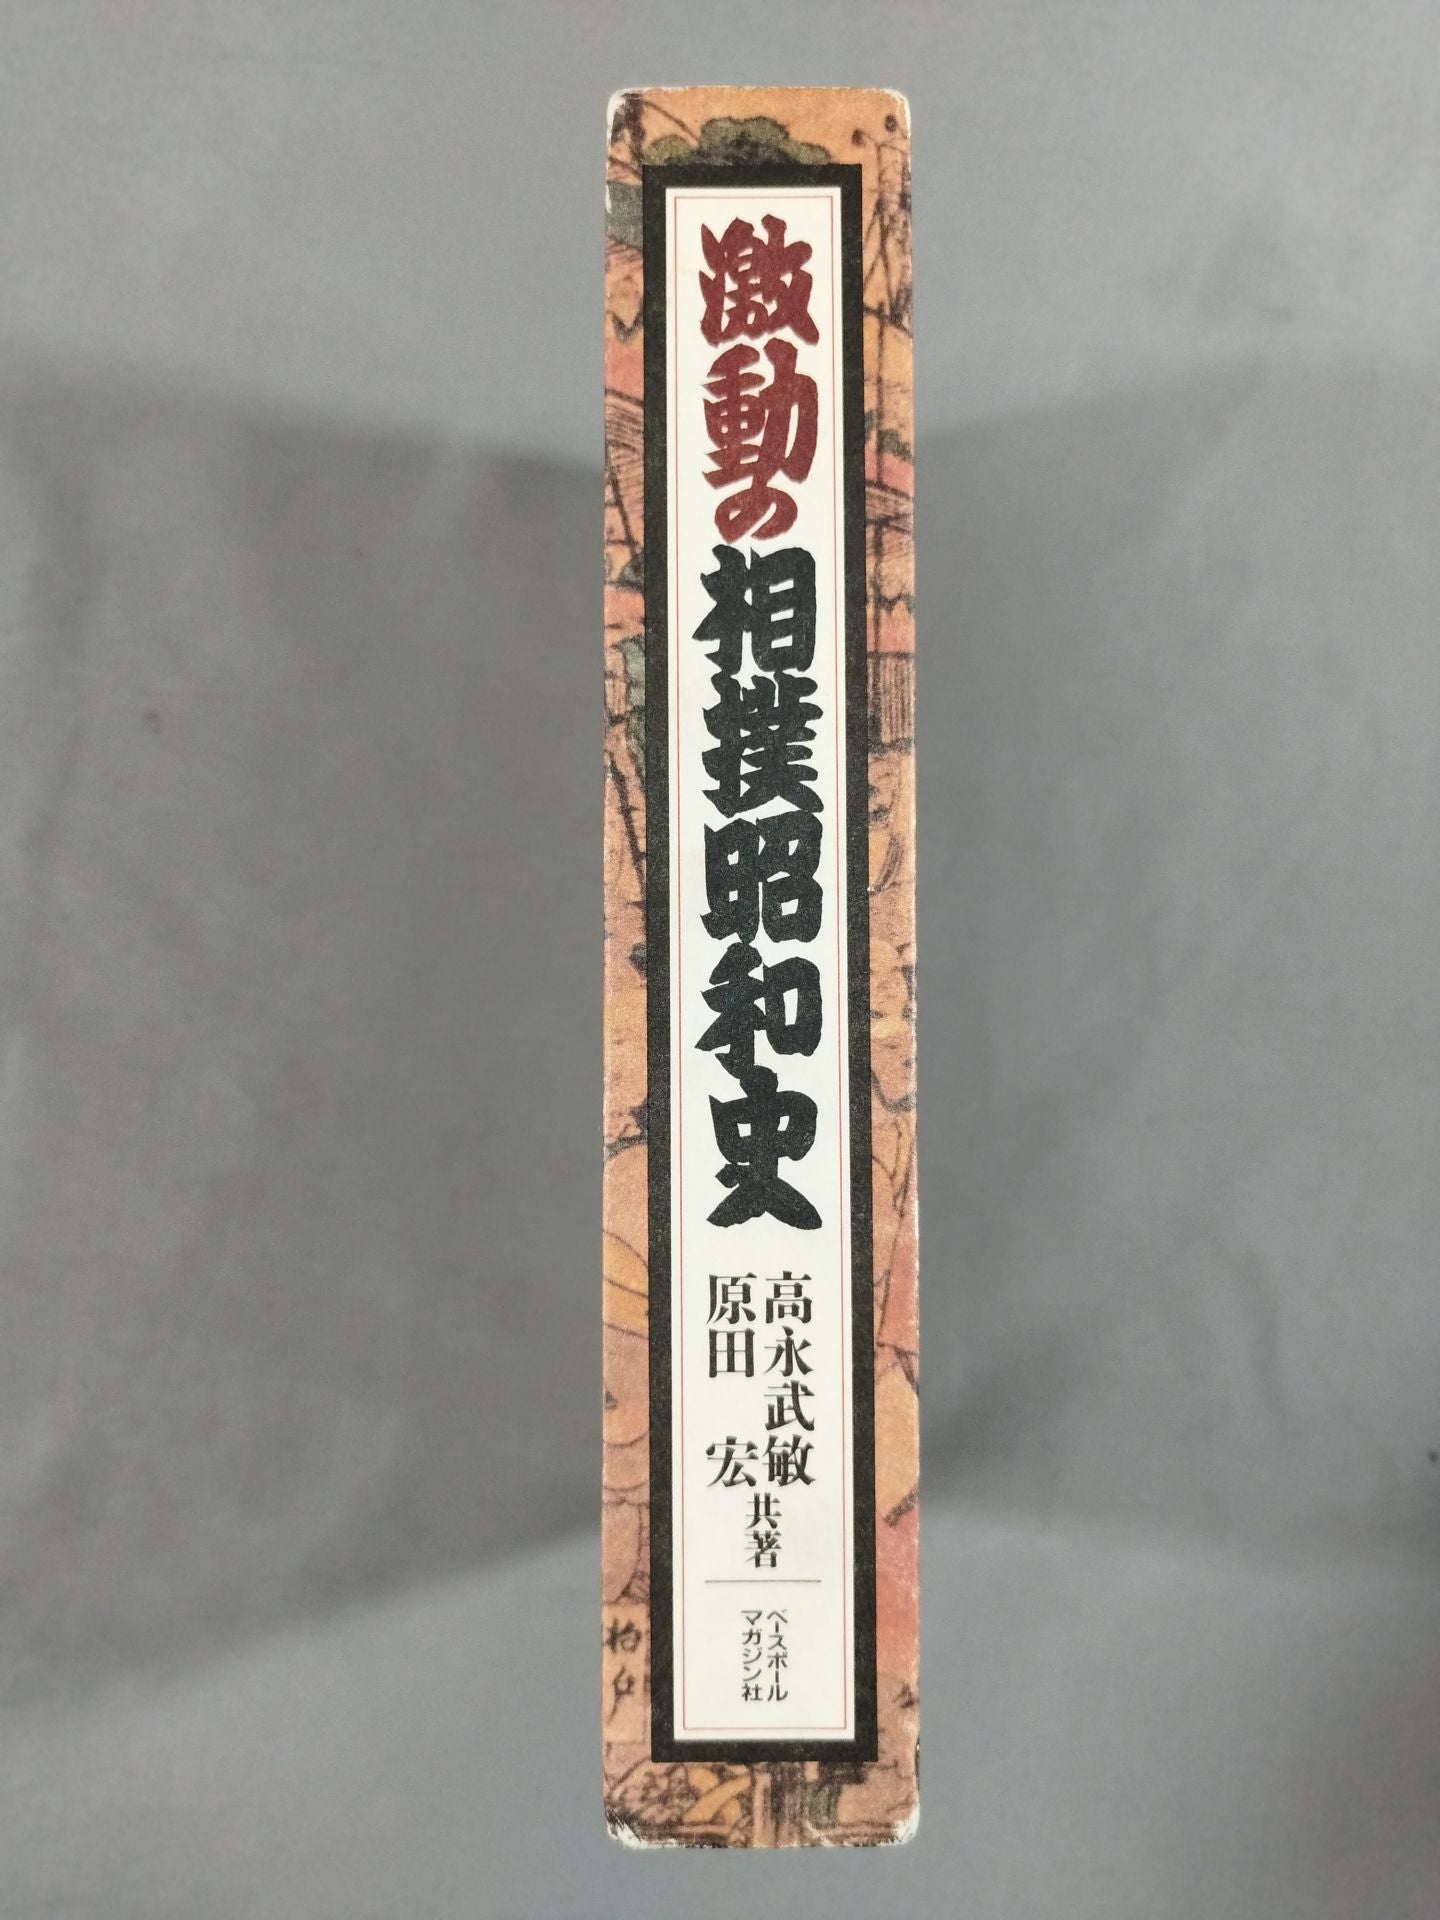 激動の相撲昭和史
高永武敏
原田 宏
共著
ベースボール
マガジン社